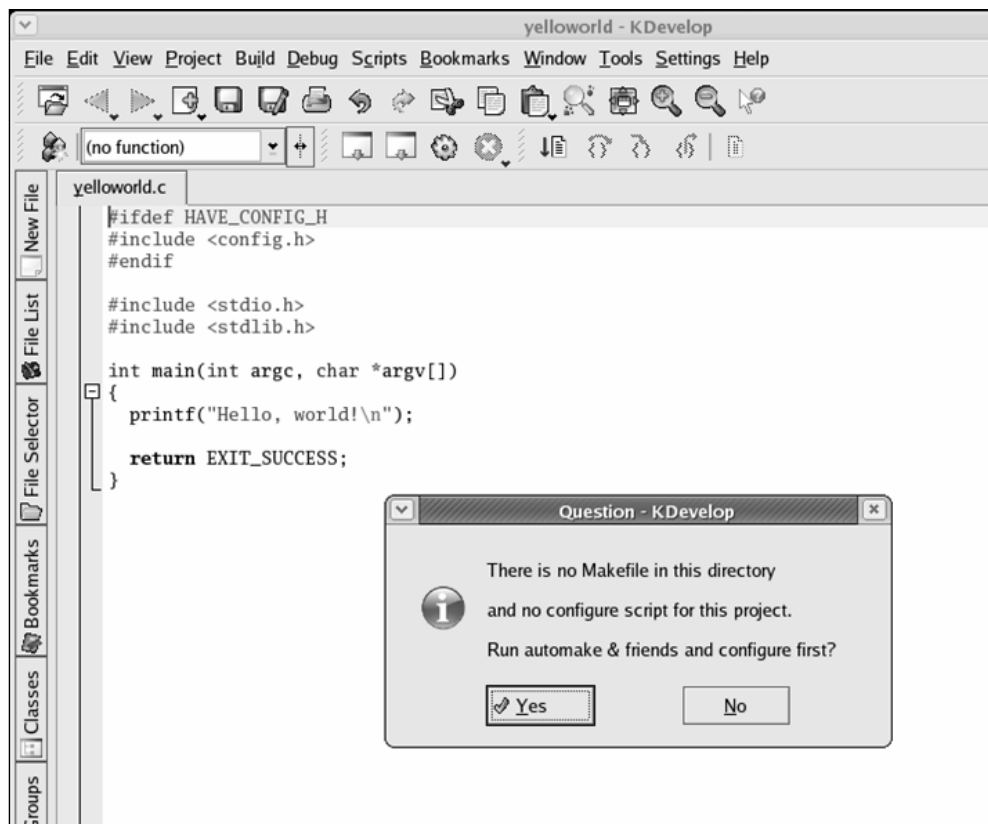 yelloworld - KDevelop
File Edit View Project Build Debug Scripts Bookmarks Window Tools Settings Help
(no function)
New File
File List
File Selector
Bookmarks
Classes
Groups
yelloworld.c
#ifdef HAVE_CONFIG_H
#include <config.h>
#endif
#include <stdio.h>
#include <stdlib.h>
int main(int argc, char *argv[])
{
printf("Hello, world!\n");
return EXIT_SUCCESS;
}
Question - KDevelop
There is no Makefile in this directory
and no configure script for this project.
Run automake & friends and configure first?
Yes
No